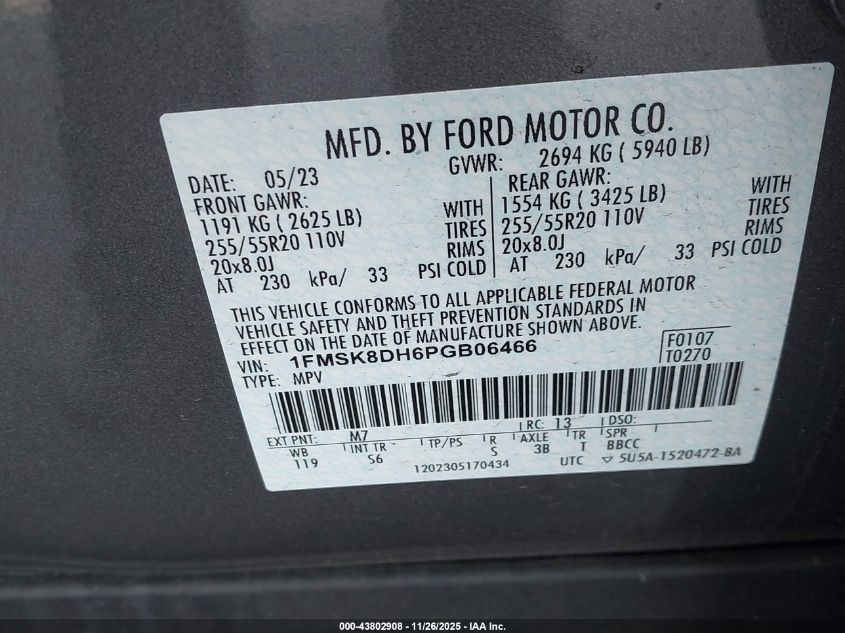 MFD. BY FORD MOTOR CO.
DATE: 05/23 GVWR: 2694 KG ( 5940 LB)
FRONT GAWR: REAR GAWR:
1191 KG ( 2625 LB) WITH 1554 KG ( 3425 LB) WITH
255/55R20 110V TIRES 255/55R20 110V TIRES
20x8.0J RIMS 20x8.0J RIMS
AT 230 kPa/ 33 PSI COLD AT 230 kPa/ 33 PSI COLD
THIS VEHICLE CONFORMS TO ALL APPLICABLE FEDERAL MOTOR
VEHICLE SAFETY AND THEFT PREVENTION STANDARDS IN
EFFECT ON THE DATE OF MANUFACTURE SHOWN ABOVE.
VIN: 1FMSK8DH6PGB06466 F0107
TYPE: MPV T0270
EXT PNT: M7 RC: 13 DSO:
WB INT TR TP/PS R AXLE TR SPR
119 S6 S 3B T BBCC
1202305170434 UTC ▽ 5U5A-1520472-BA
000-43802908 - 11/26/2025 - IAA Inc.